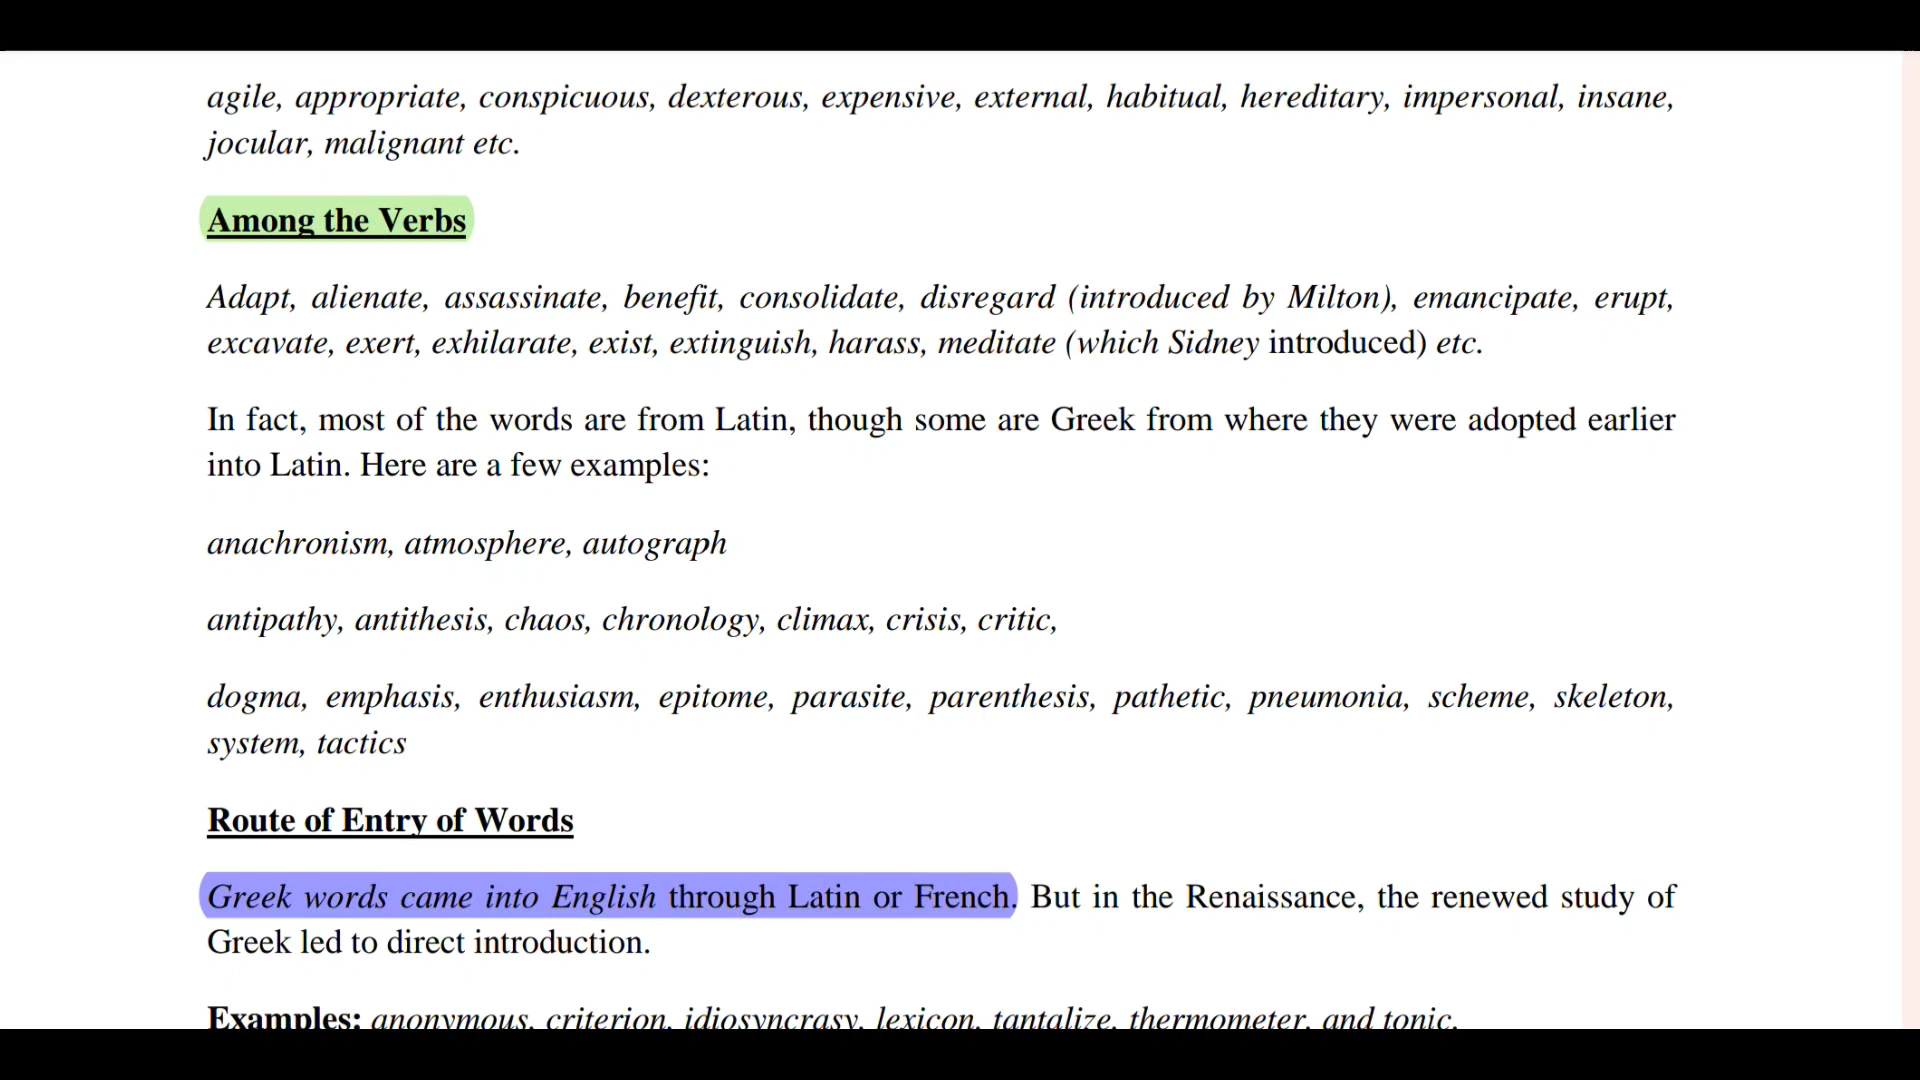 agile, appropriate, conspicuous, dexterous, expensive, external, habitual, hereditary, impersonal, insane,
jocular, malignant etc.
Among the Verbs
Adapt, alienate, assassinate, benefit, consolidate, disregard (introduced by Milton), emancipate, erupt,
excavate, exert, exhilarate, exist, extinguish, harass, meditate (which Sidney introduced) etc.
In fact, most of the words are from Latin, though some are Greek from where they were adopted earlier
into Latin. Here are a few examples:
anachronism, atmosphere, autograph
antipathy, antithesis, chaos, chronology, climax, crisis, critic,
dogma, emphasis, enthusiasm, epitome, parasite, parenthesis, pathetic, pneumonia, scheme, skeleton,
system, tactics
Route of Entry of Words
Greek words came into English through Latin or French. But in the Renaissance, the renewed study of
Greek led to direct introduction.
Examples: anonymous, criterion, idiosyncrasy, lexicon, tantalize, thermometer, and tonic.